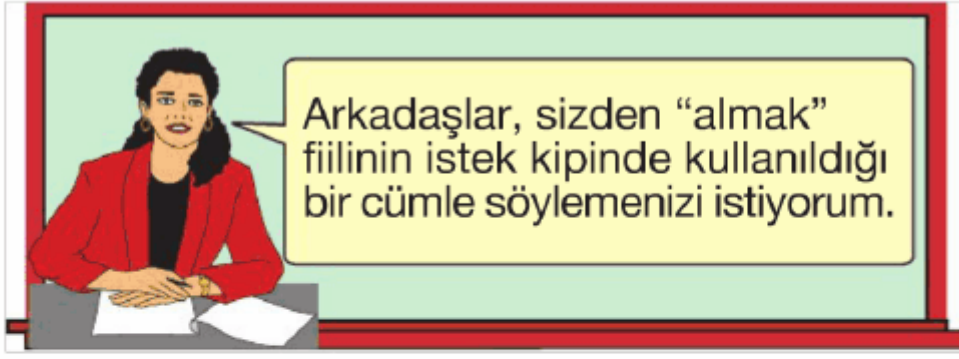 Arkadaşlar, sizden “almak”
fiilinin istek kipinde kullanıldığı
bir cümle söylemenizi istiyorum.